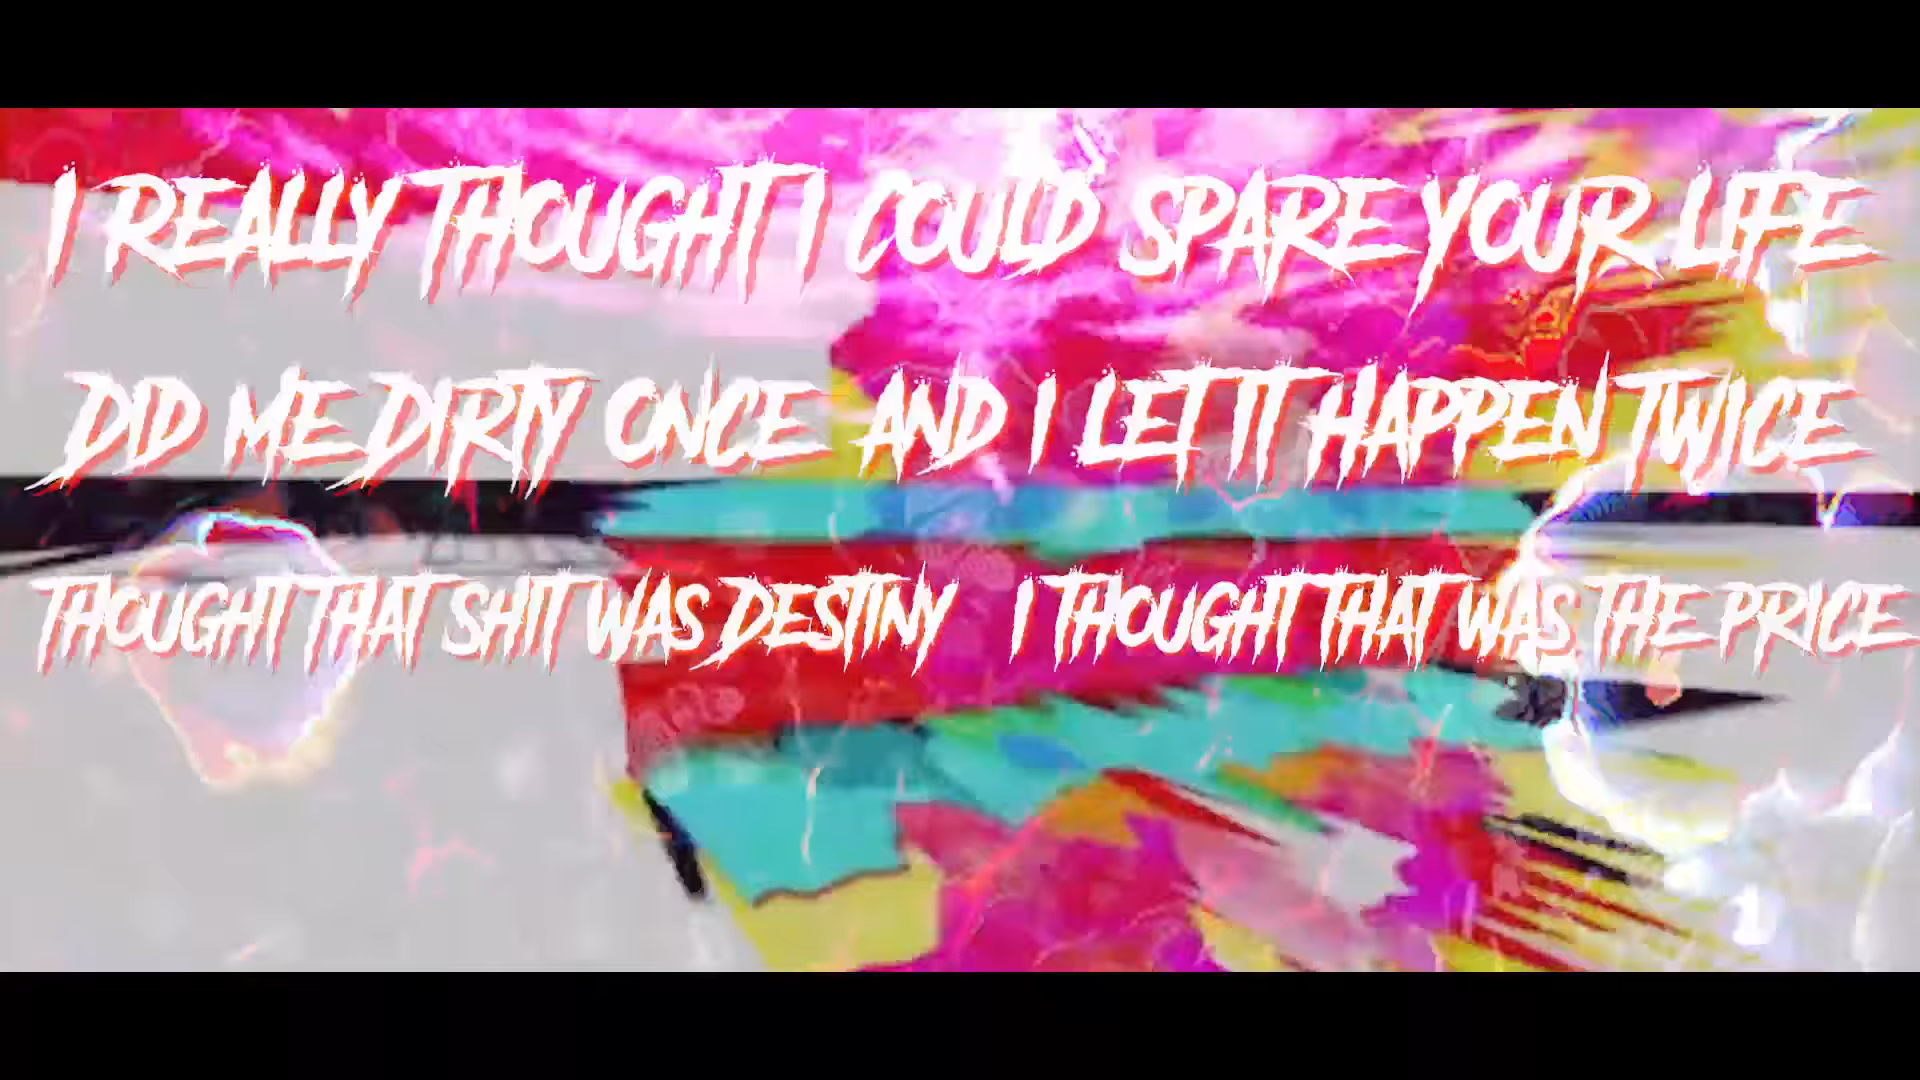 I REALLY THOUGHT I COULD SPARE YOUR LIFE
DID ME DIRTY ONCE AND I LET IT HAPPEN TWICE
THOUGHT THAT SHIT WAS DESTINY I THOUGHT THAT WAS THE PRICE